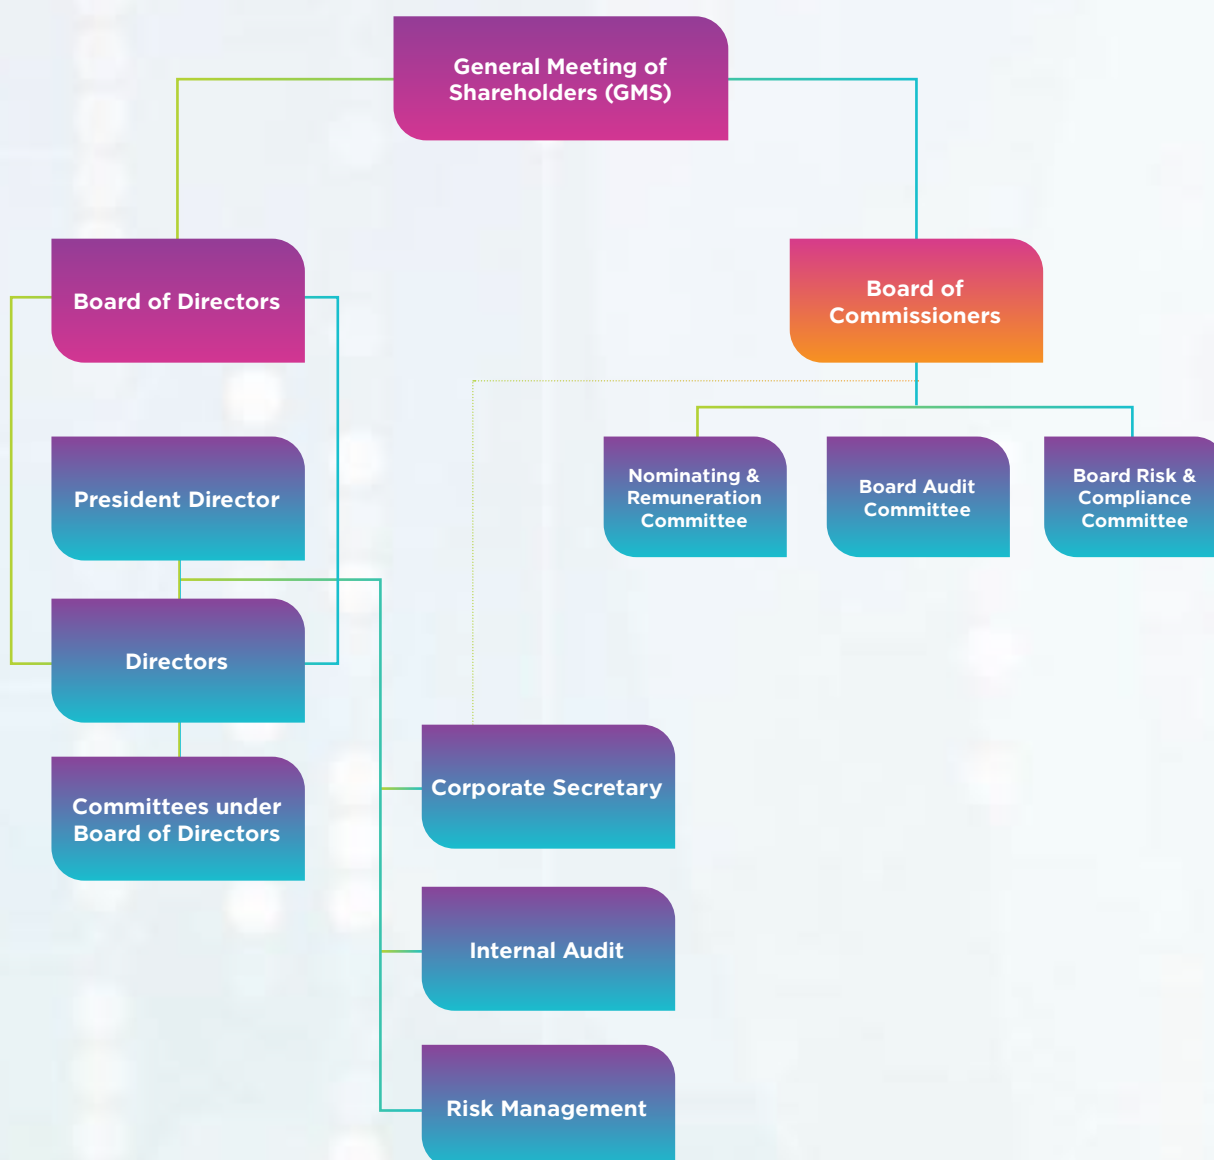 General Meeting of
Shareholders (GMS)
Board of Directors
Board of
Commissioners
President Director
Nominating &
Remuneration
Committee
Board Audit
Committee
Board Risk &
Compliance
Committee
Directors
Committees under
Board of Directors
Corporate Secretary
Internal Audit
Risk Management